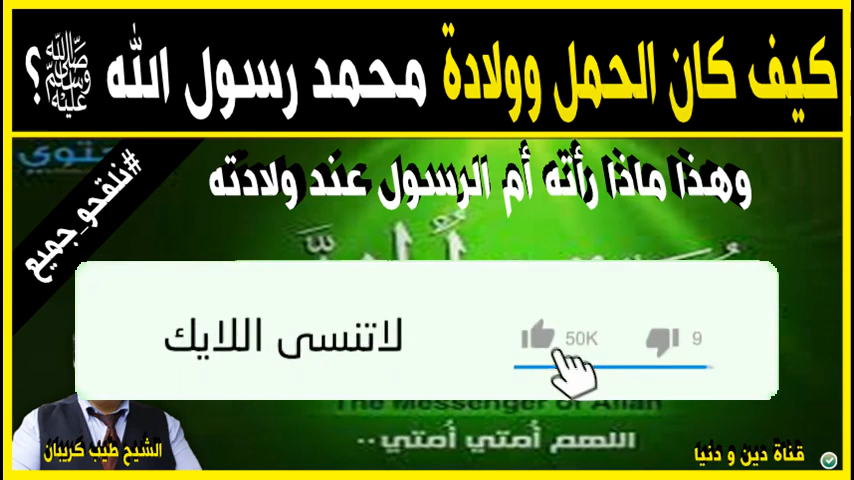 كيف كان الحمل وولادة محمد رسول الله ﷺ ؟
وهذا ماذا رأته أم الرسول عند ولادته
#نلقحو_جميع
لاتنسى اللايك
50K
9
The Messenger of Allah
اللهم أمتي أمتي..
الشيخ طيب كريبان
قناة دين و دنيا